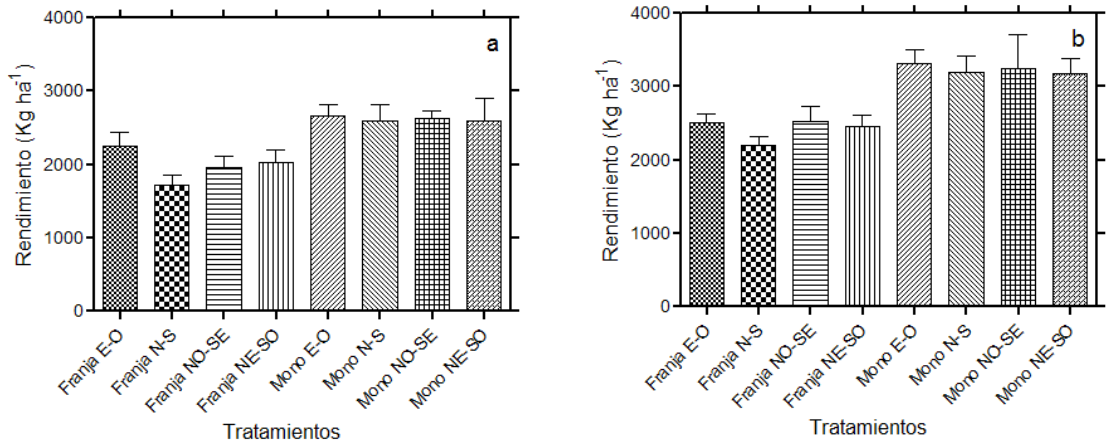 a
Rendimiento (Kg ha-1)
4000
3000
2000
1000
0
Franja E-O
Franja N-S
Franja NO-SE
Franja NE-SO
Mono E-O
Mono N-S
Mono NO-SE
Mono NE-SO
Tratamientos
b
Rendimiento (Kg ha-1)
4000
3000
2000
1000
0
Franja E-O
Franja N-S
Franja NO-SE
Franja NE-SO
Mono E-O
Mono N-S
Mono NO-SE
Mono NE-SO
Tratamientos